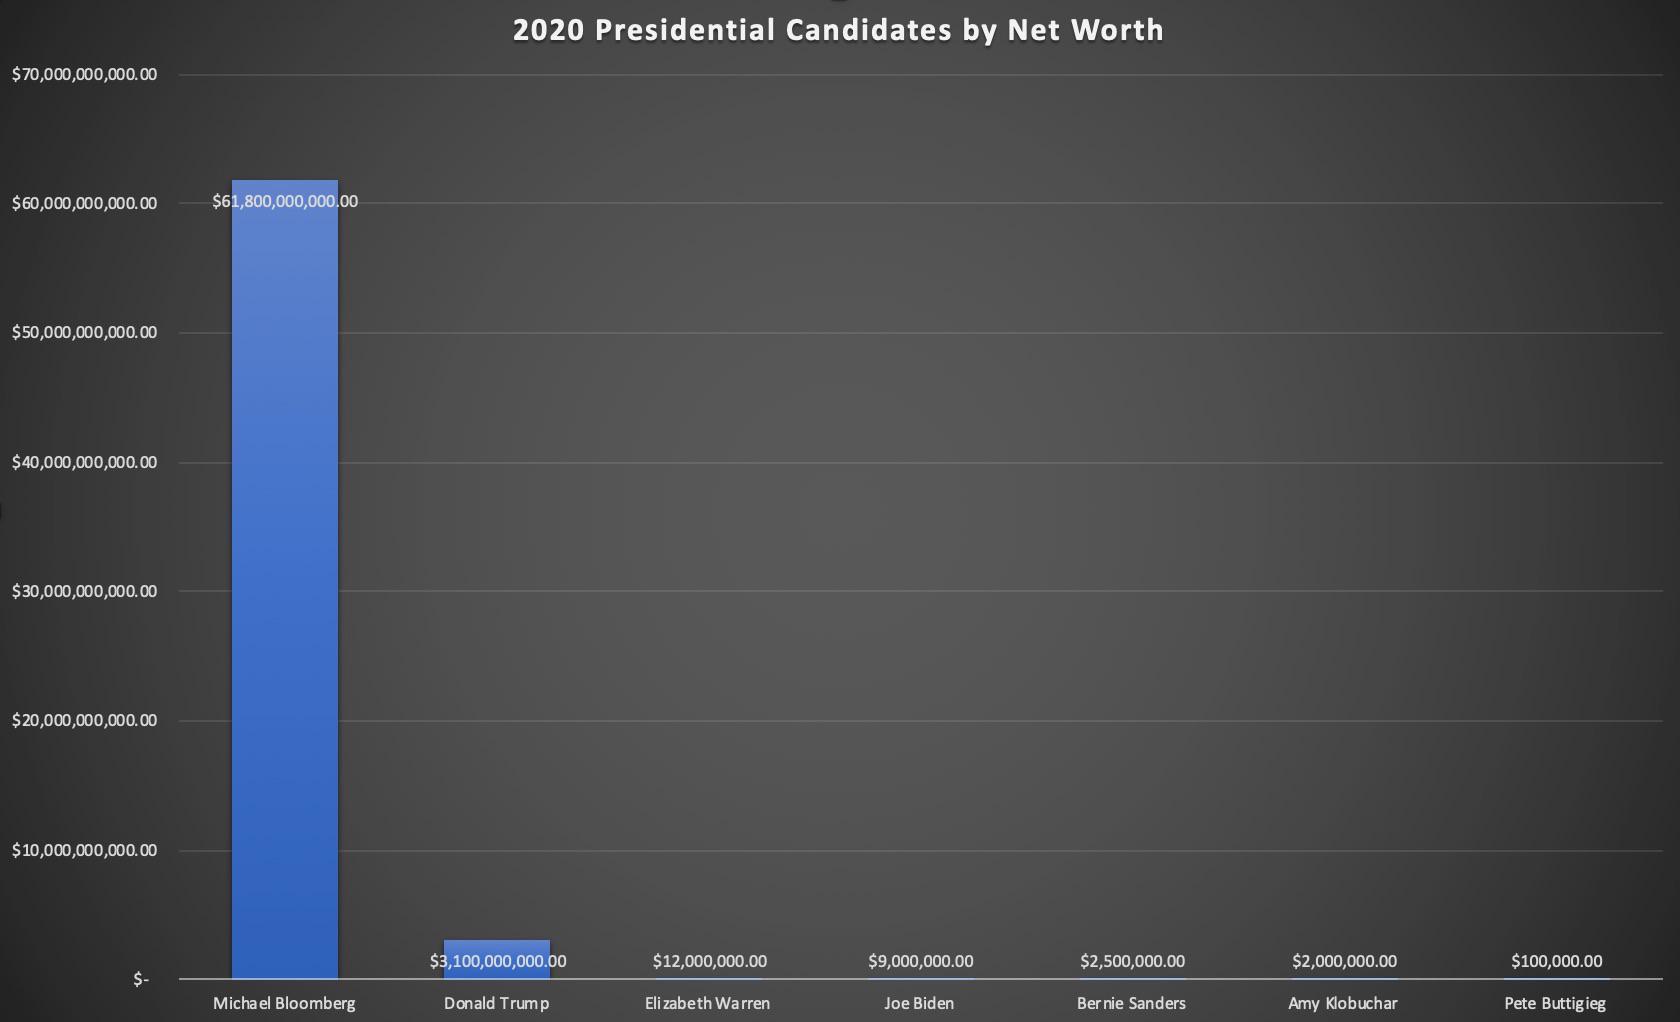 2020 Presidential Candidates by Net Worth
$70,000,000,000.00
$60,000,000,000.00
$50,000,000,000.00
$40,000,000,000.00
$30,000,000,000.00
$20,000,000,000.00
$10,000,000,000.00
$-
$61,800,000,000.00
$3,100,000,000.00
$12,000,000.00
$9,000,000.00
$2,500,000.00
$2,000,000.00
$100,000.00
Michael Bloomberg
Donald Trump
Elizabeth Warren
Joe Biden
Bernie Sanders
Amy Klobuchar
Pete Buttigieg